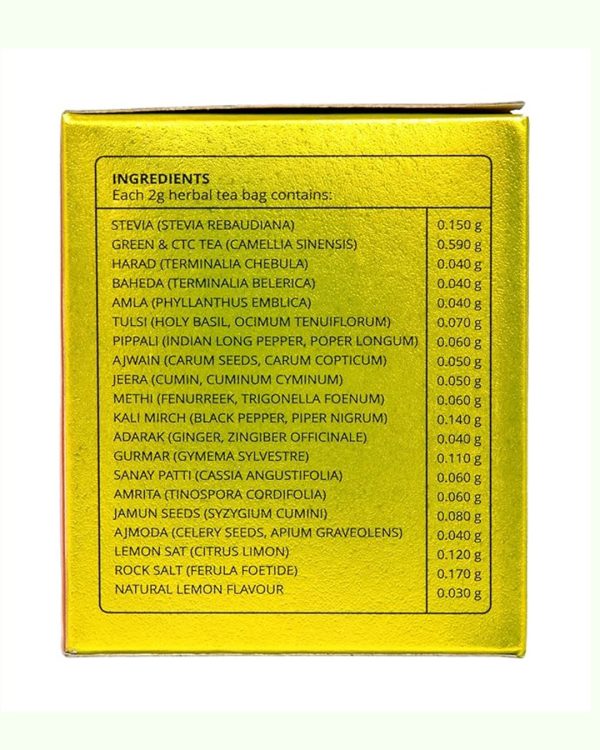 INGREDIENTS
Each 2g herbal tea bag contains:
STEVIA (STEVIA REBAUDIANA) 0.150 g
GREEN & CTC TEA (CAMELLIA SINENSIS) 0.590 g
HARAD (TERMINALIA CHEBULA) 0.040 g
BAHEDA (TERMINALIA BELERICA) 0.040 g
AMLA (PHYLLANTHUS EMBLICA) 0.040 g
TULSI (HOLY BASIL, OCIMUM TENUIFLORUM) 0.070 g
PIPPALI (INDIAN LONG PEPPER, POPER LONGUM) 0.060 g
AJWAIN (CARUM SEEDS, CARUM COPTICUM) 0.050 g
JEERA (CUMIN, CUMINUM CYMINUM) 0.050 g
METHI (FENURREEK, TRIGONELLA FOENUM) 0.060 g
KALI MIRCH (BLACK PEPPER, PIPER NIGRUM) 0.140 g
ADARAK (GINGER, ZINGIBER OFFICINALE) 0.040 g
GURMAR (GYMEMA SYLVESTRE) 0.110 g
SANAY PATTI (CASSIA ANGUSTIFOLIA) 0.060 g
AMRITA (TINOSPORA CORDIFOLIA) 0.060 g
JAMUN SEEDS (SYZYGIUM CUMINI) 0.080 g
AJMODA (CELERY SEEDS, APIUM GRAVEOLENS) 0.040 g
LEMON SAT (CITRUS LIMON) 0.120 g
ROCK SALT (FERULA FOETIDE) 0.170 g
NATURAL LEMON FLAVOUR 0.030 g